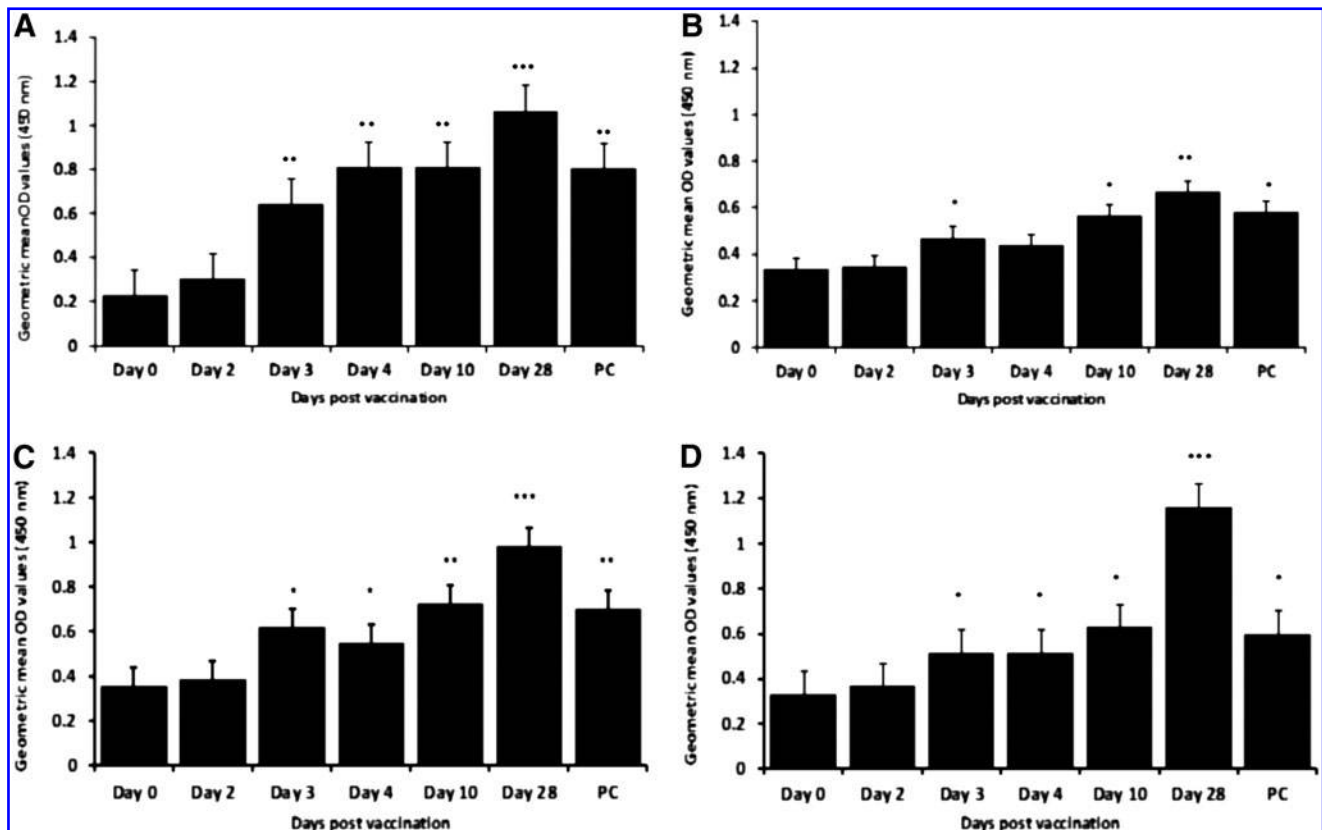 A
Geometric mean OD values (450 nm)
1.4
1.2
1
0.8
0.6
0.4
0.2
0
•• •• •• ••• ••
Day 0 Day 2 Day 3 Day 4 Day 10 Day 28 PC
Days post vaccination
B
Geometric mean OD values (450 nm)
1.4
1.2
1
0.8
0.6
0.4
0.2
0
• • •• •
Day 0 Day 2 Day 3 Day 4 Day 10 Day 28 PC
Days post vaccination
C
Geometric mean OD values (450 nm)
1.4
1.2
1
0.8
0.6
0.4
0.2
0
* * ** *** **
Day 0 Day 2 Day 3 Day 4 Day 10 Day 28 PC
Days post vaccination
D
Geometric mean OD values (450 nm)
1.4
1.2
1
0.8
0.6
0.4
0.2
0
• • • ••• •
Day 0 Day 2 Day 3 Day 4 Day 10 Day 28 PC
Days post vaccination